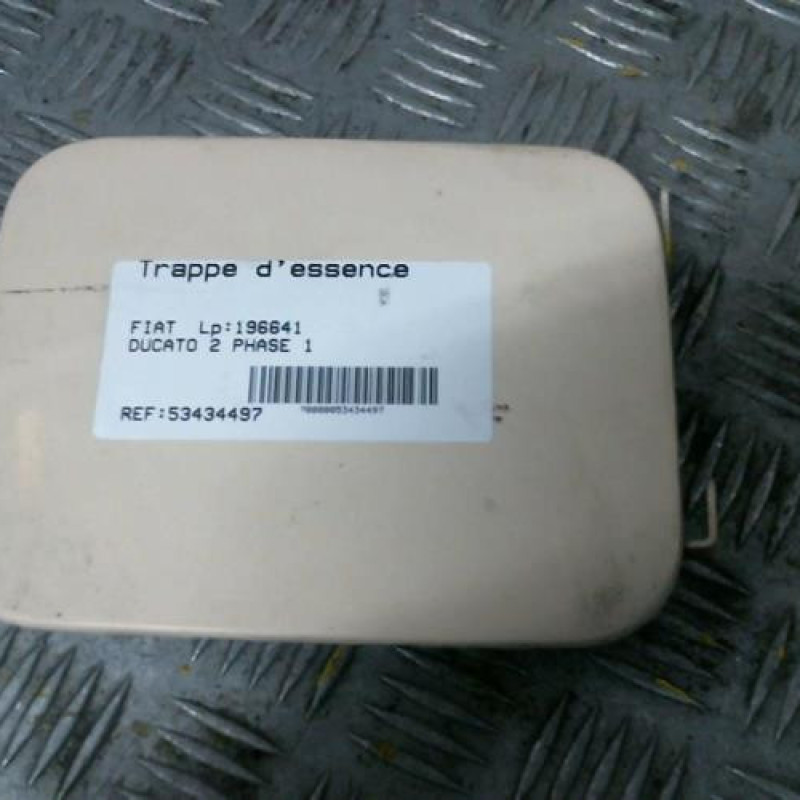 Trappe d'essence
FIAT Lp:196641
DUCATO 2 PHASE 1
REF:53434497